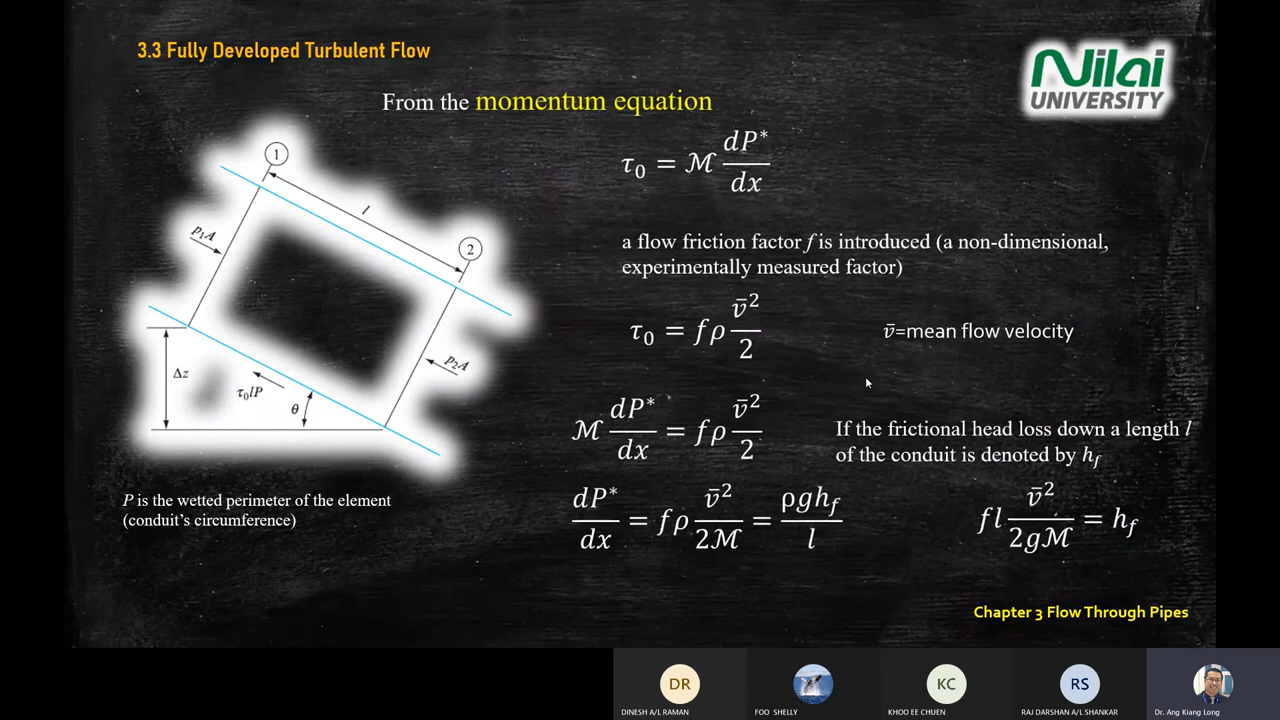 3.3 Fully Developed Turbulent Flow
Nilai
UNIVERSITY
From the momentum equation
τ₀ = ℳ dP*/dx
1
l
2
p₁A
p₂A
Δz
τ₀lP
θ
a flow friction factor f is introduced (a non-dimensional,
experimentally measured factor)
τ₀ = fρ v̄²/2
v̄=mean flow velocity
ℳ dP*/dx = fρ v̄²/2
If the frictional head loss down a length l
of the conduit is denoted by h_f
P is the wetted perimeter of the element
(conduit's circumference)
dP*/dx = fρ v̄²/2ℳ = ρgh_f/l
fl v̄²/2gℳ = h_f
Chapter 3 Flow Through Pipes
DR
KC
RS
DINESH A/L RAMAN
FOO SHELLY
KHOO EE CHUEN
RAJ DARSHAN A/L SHANKAR
Dr. Ang Kiang Long